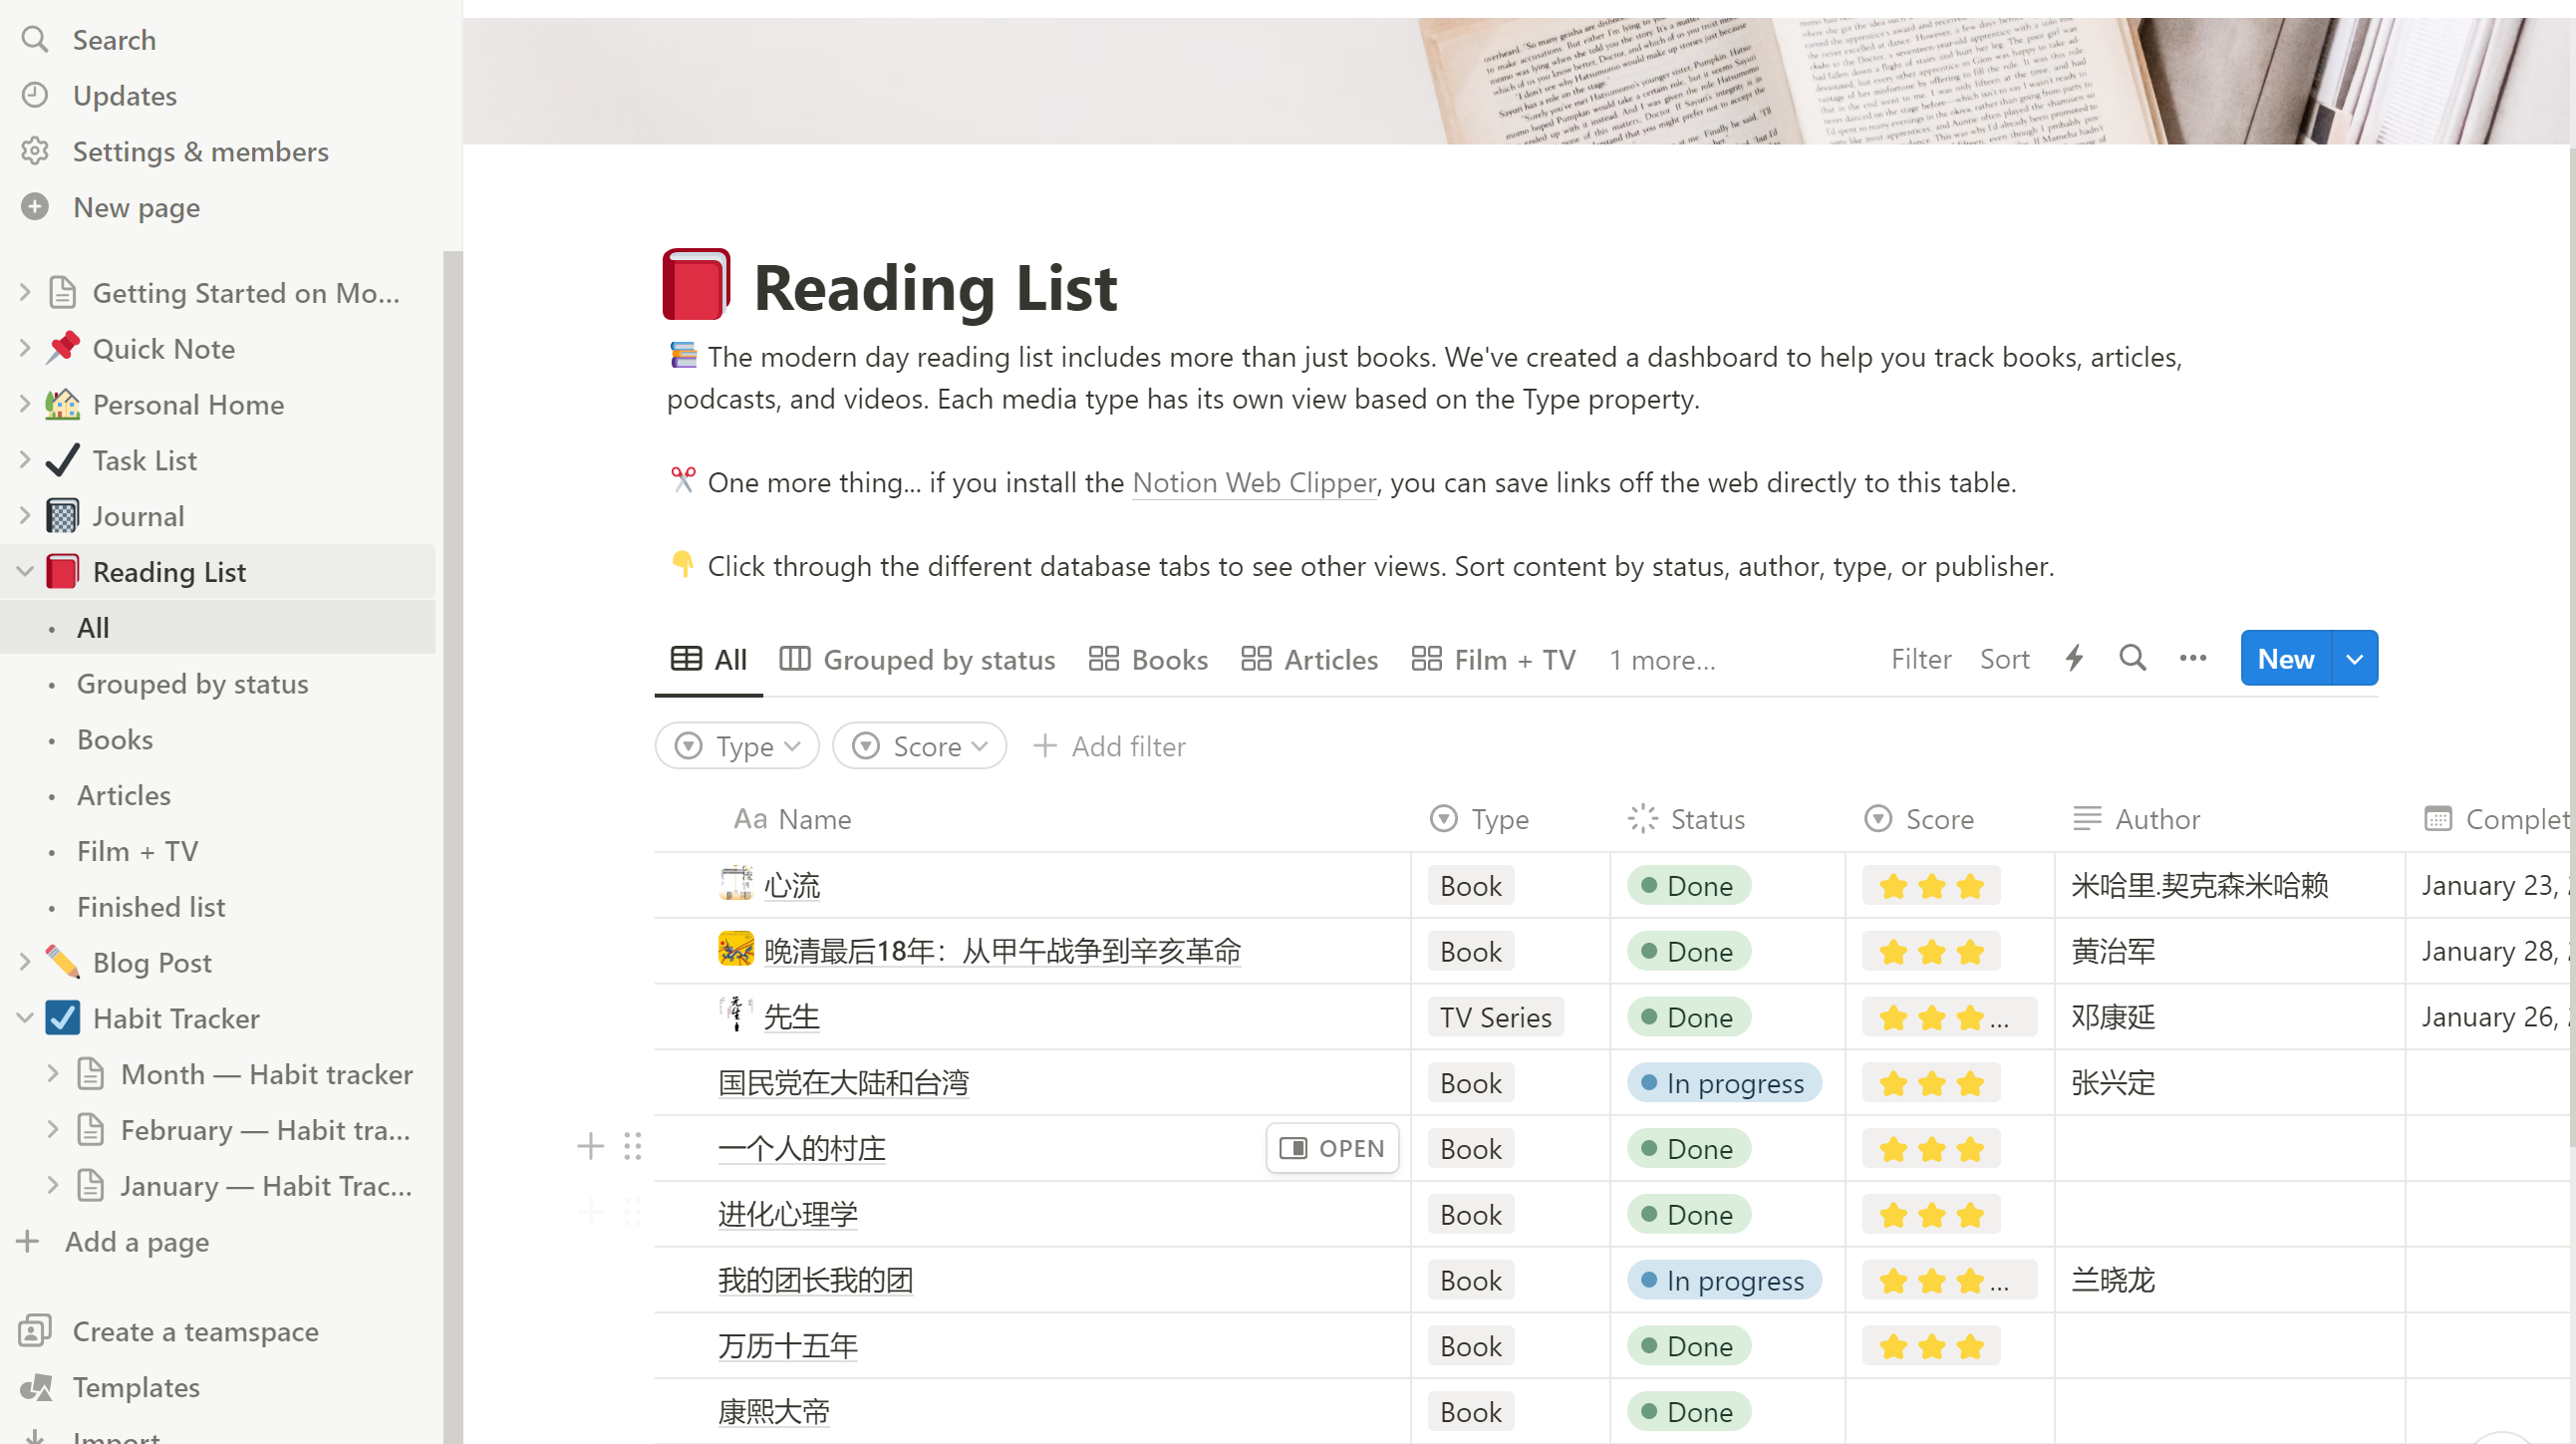 Search
Updates
Settings & members
New page
Getting Started on Mo...
Quick Note
Personal Home
Task List
Journal
Reading List
All
Grouped by status
Books
Articles
Film + TV
Finished list
Blog Post
Habit Tracker
Month — Habit tracker
February — Habit tra...
January — Habit Trac...
Add a page
Create a teamspace
Templates
Import
Reading List
The modern day reading list includes more than just books. We've created a dashboard to help you track books, articles,
podcasts, and videos. Each media type has its own view based on the Type property.
One more thing... if you install the Notion Web Clipper, you can save links off the web directly to this table.
Click through the different database tabs to see other views. Sort content by status, author, type, or publisher.
All Grouped by status Books Articles Film + TV 1 more... Filter Sort New
Type Score Add filter
Aa Name Type Status Score Author Complet
心流 Book Done 米哈里.契克森米哈赖 January 23,
晚清最后18年：从甲午战争到辛亥革命 Book Done 黄治军 January 28,
先生 TV Series Done ... 邓康延 January 26,
国民党在大陆和台湾 Book In progress 张兴定
一个人的村庄 OPEN Book Done
进化心理学 Book Done
我的团长我的团 Book In progress ... 兰晓龙
万历十五年 Book Done
康熙大帝 Book Done